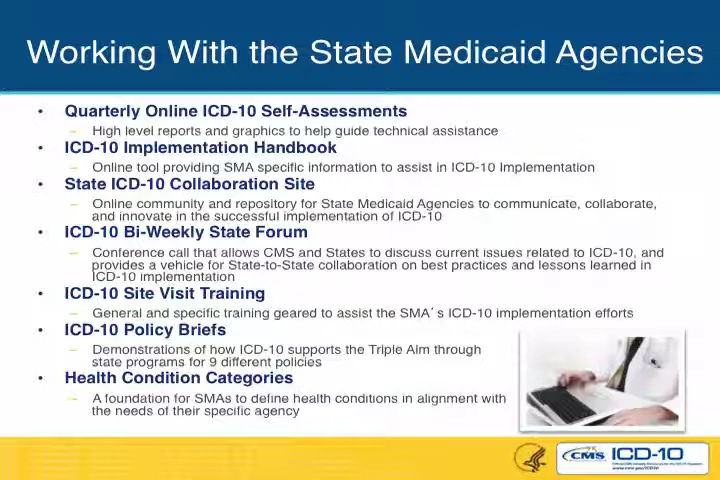 Working With the State Medicaid Agencies
• Quarterly Online ICD-10 Self-Assessments
– High level reports and graphics to help guide technical assistance
• ICD-10 Implementation Handbook
– Online tool providing SMA specific information to assist in ICD-10 Implementation
• State ICD-10 Collaboration Site
– Online community and repository for State Medicaid Agencies to communicate, collaborate,
and innovate in the successful implementation of ICD-10
• ICD-10 Bi-Weekly State Forum
– Conference call that allows CMS and States to discuss current issues related to ICD-10, and
provides a vehicle for State-to-State collaboration on best practices and lessons learned in
ICD-10 implementation
• ICD-10 Site Visit Training
– General and specific training geared to assist the SMA's ICD-10 implementation efforts
• ICD-10 Policy Briefs
– Demonstrations of how ICD-10 supports the Triple Aim through
state programs for 9 different policies
• Health Condition Categories
– A foundation for SMAs to define health conditions in alignment with
the needs of their specific agency
CMS ICD-10
www.cms.gov/ICD10